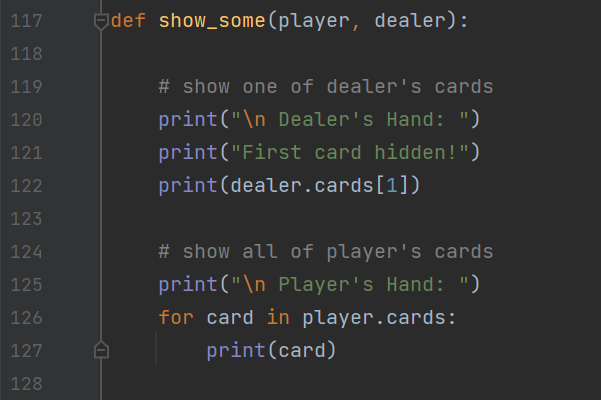 117 def show_some(player, dealer):
118
119 # show one of dealer's cards
120 print("\n Dealer's Hand: ")
121 print("First card hidden!")
122 print(dealer.cards[1])
123
124 # show all of player's cards
125 print("\n Player's Hand: ")
126 for card in player.cards:
127 print(card)
128